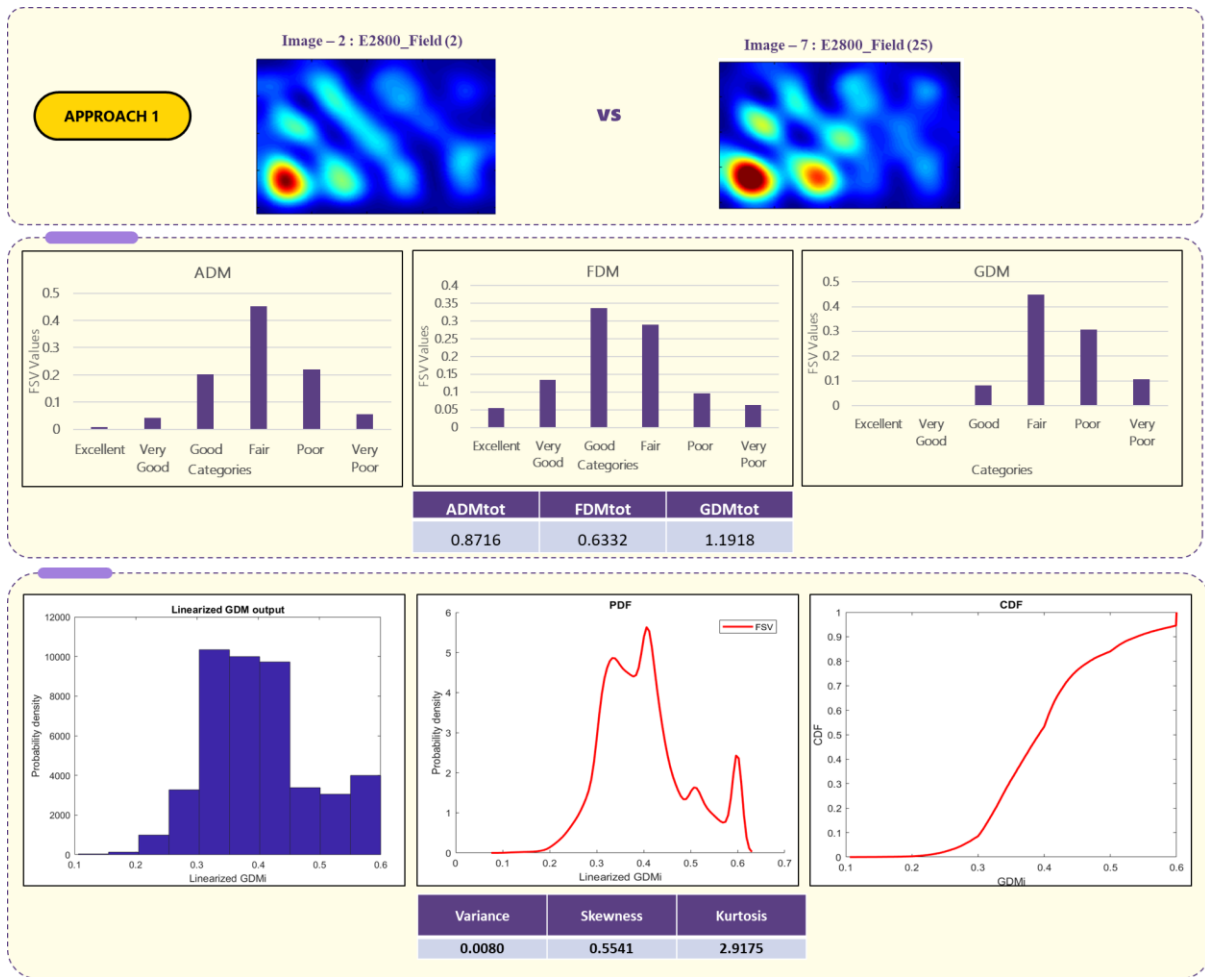 Image – 2 : E2800_Field (2)
Image – 7 : E2800_Field (25)
APPROACH 1
vs
ADM
FSV Values
0.5
0.4
0.3
0.2
0.1
0
Excellent
Very
Good
Good
Fair
Poor
Very
Poor
Categories
FDM
FSV Values
0.4
0.35
0.3
0.25
0.2
0.15
0.1
0.05
0
Excellent
Very
Good
Good
Fair
Poor
Very
Poor
Categories
GDM
FSV Values
0.5
0.4
0.3
0.2
0.1
0
Excellent
Very
Good
Good
Fair
Poor
Very
Poor
Categories
ADMtot FDMtot GDMtot
0.8716 0.6332 1.1918
Linearized GDM output
Probability density
12000
10000
8000
6000
4000
2000
0
0.1 0.2 0.3 0.4 0.5 0.6
Linearized GDMi
PDF
FSV
Probability density
6
5
4
3
2
1
0
0 0.1 0.2 0.3 0.4 0.5 0.6 0.7
Linearized GDMi
CDF
CDF
1
0.9
0.8
0.7
0.6
0.5
0.4
0.3
0.2
0.1
0
0.1 0.2 0.3 0.4 0.5 0.6
GDMi
Variance Skewness Kurtosis
0.0080 0.5541 2.9175